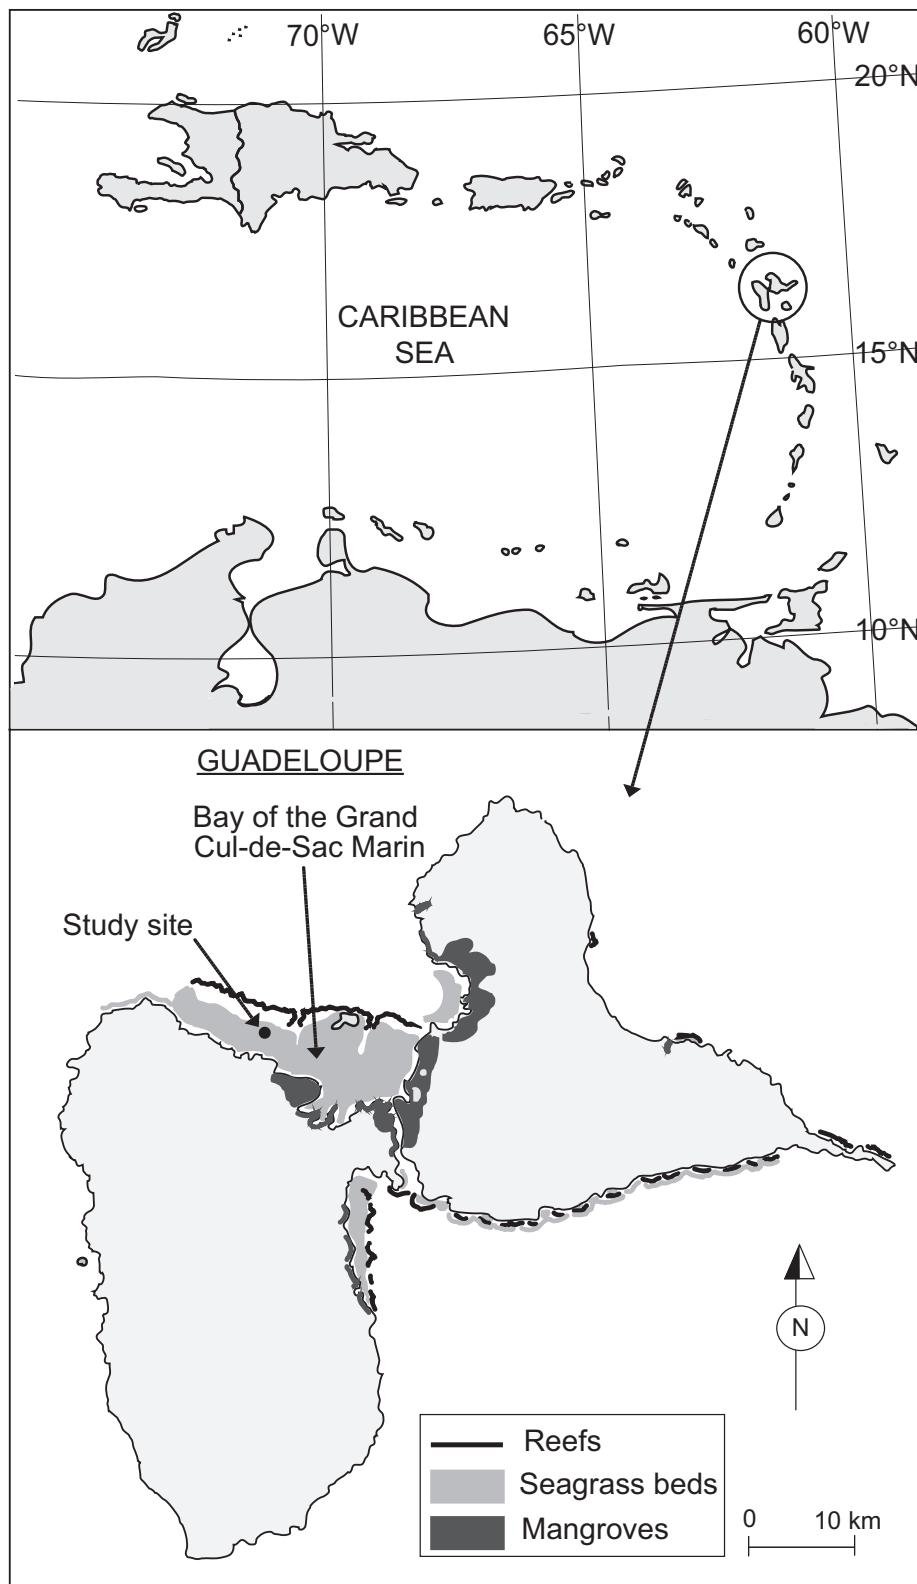 70°W
65°W
60°W
20°N
CARIBBEAN
SEA
15°N
10°N
GUADELOUPE
Bay of the Grand
Cul-de-Sac Marin
Study site
N
Reefs
Seagrass beds
Mangroves
0
10 km